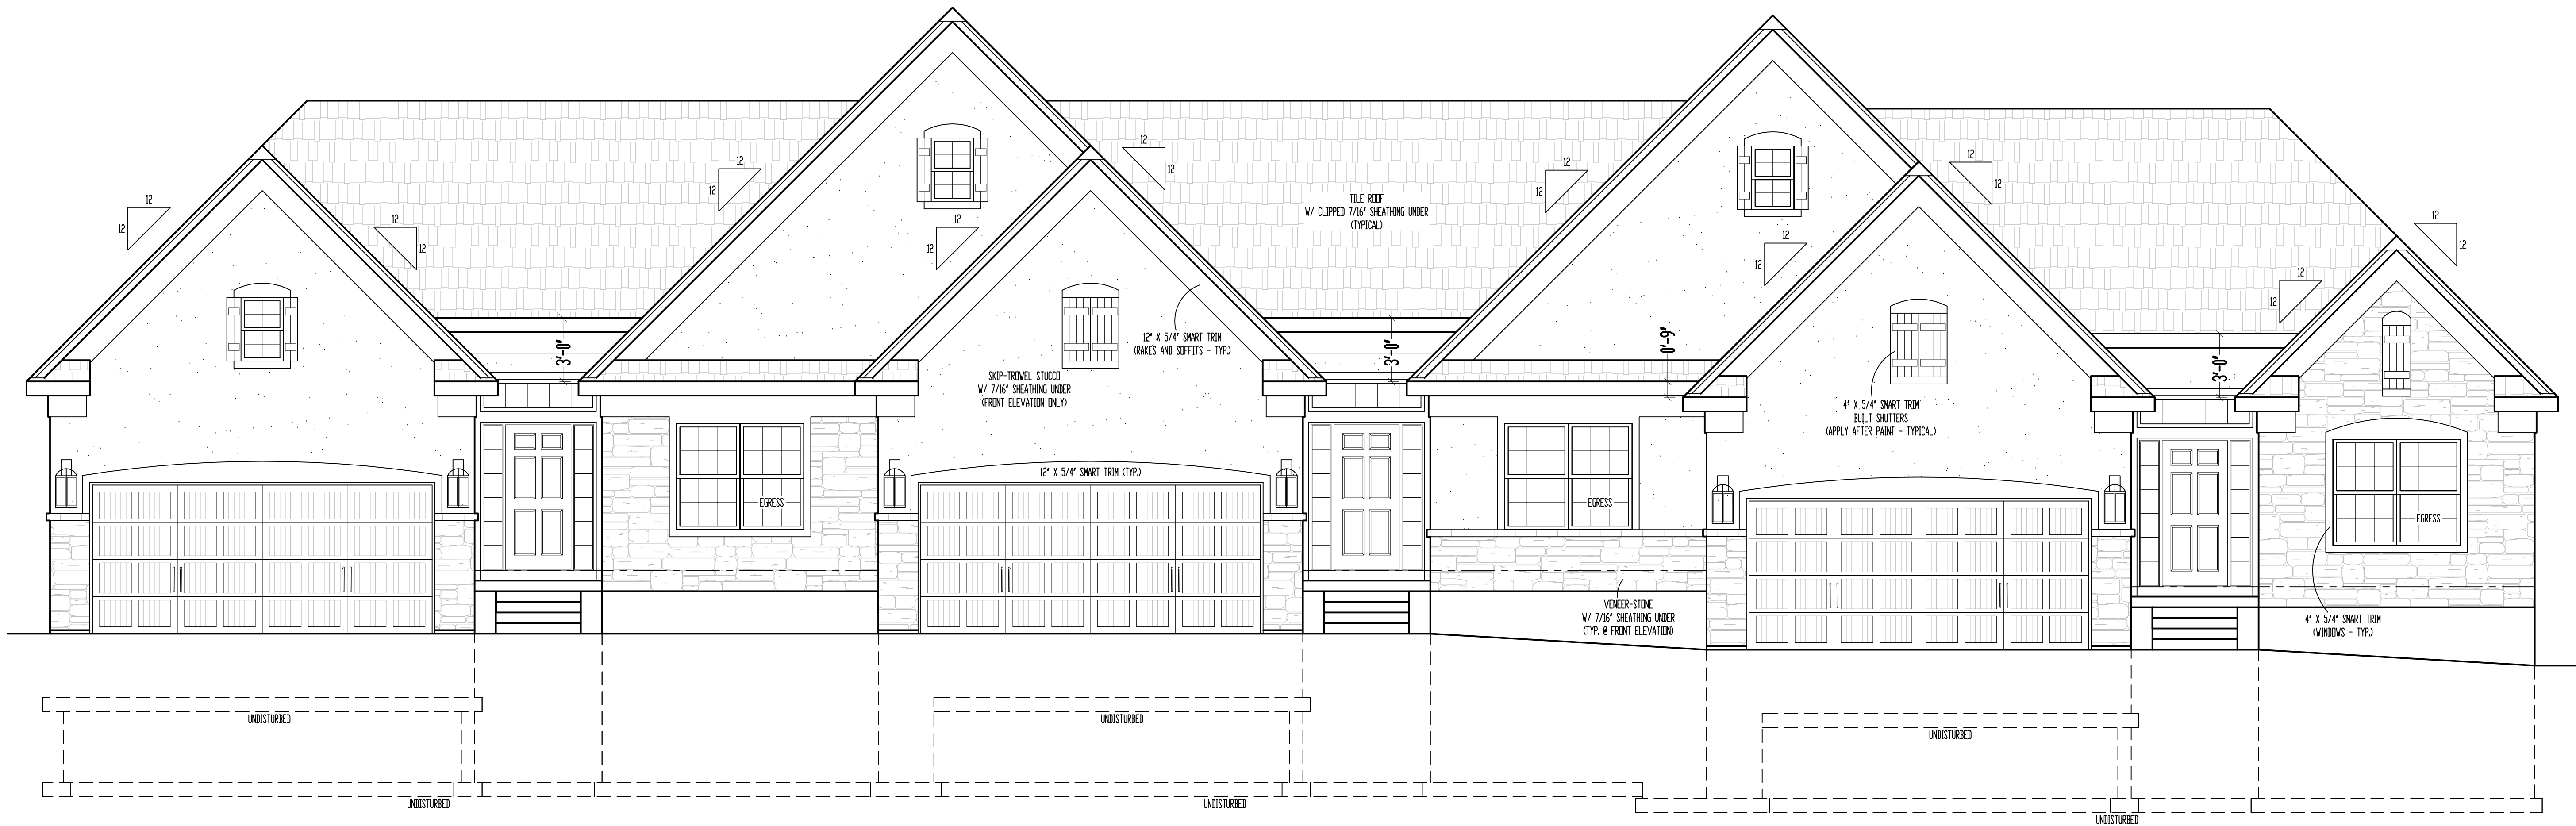 12
12
12
12
12
12
12
12
12
12
TILE ROOF
W/ CLIPPED 7/16" SHEATHING UNDER
(TYPICAL)
12
12
12
12
12
12
12
12
12
12
3'-0"
12" X 5/4" SMART TRIM
(RAKES AND SOFFITS - TYP.)
3'-0"
0'-9"
3'-0"
SKIP-TROWEL STUCCO
W/ 7/16" SHEATHING UNDER
(FRONT ELEVATION ONLY)
4" X 5/4" SMART TRIM
BUILT SHUTTERS
(APPLY AFTER PAINT - TYPICAL)
12" X 5/4" SMART TRIM (TYP.)
EGRESS
EGRESS
EGRESS
VENEER-STONE
W/ 7/16" SHEATHING UNDER
(TYP. @ FRONT ELEVATION)
4" X 5/4" SMART TRIM
(WINDOWS - TYP.)
UNDISTURBED
UNDISTURBED
UNDISTURBED
UNDISTURBED
UNDISTURBED
UNDISTURBED